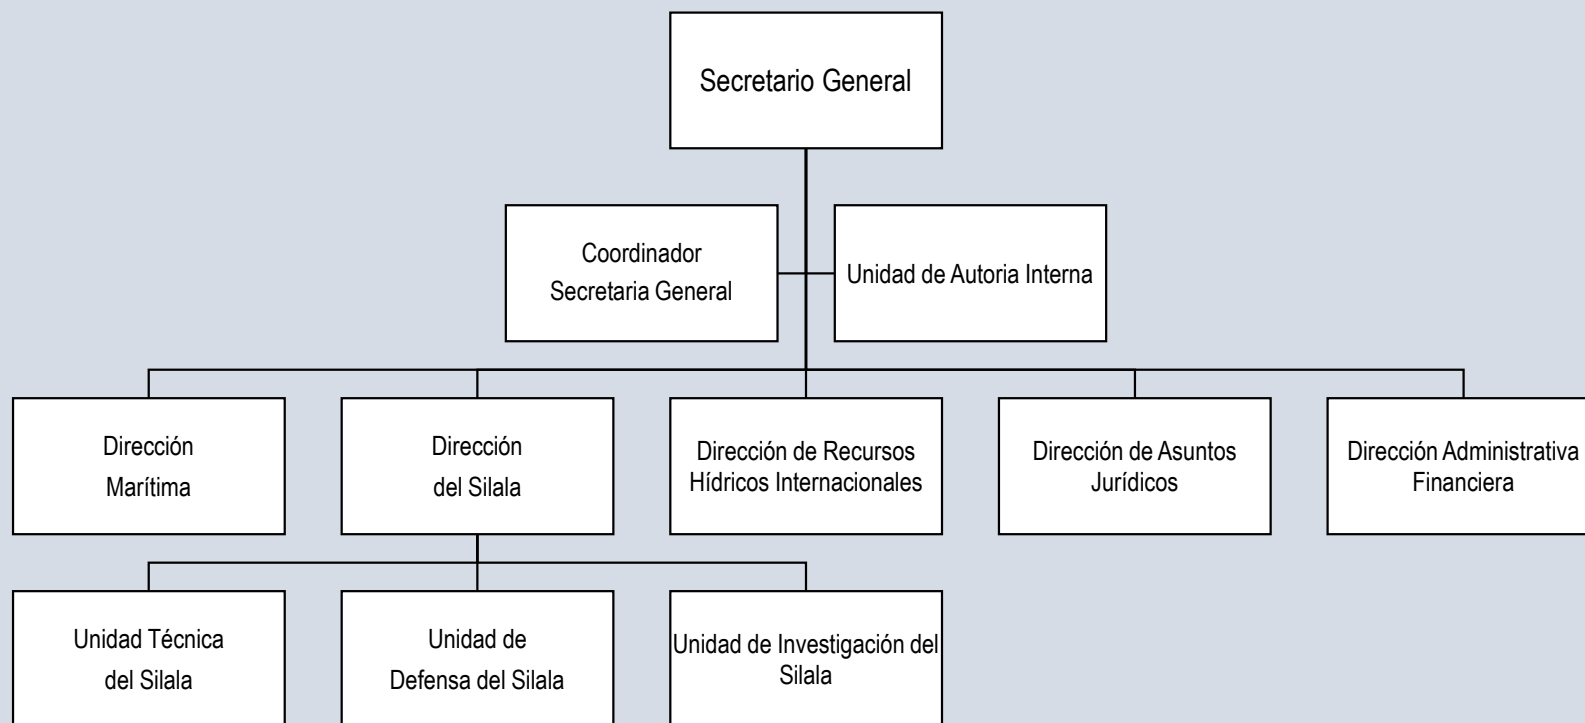 Secretario General
Coordinador
Secretaria General
Unidad de Autoria Interna
Dirección
Marítima
Dirección
del Silala
Dirección de Recursos
Hídricos Internacionales
Dirección de Asuntos
Jurídicos
Dirección Administrativa
Financiera
Unidad Técnica
del Silala
Unidad de
Defensa del Silala
Unidad de Investigación del
Silala